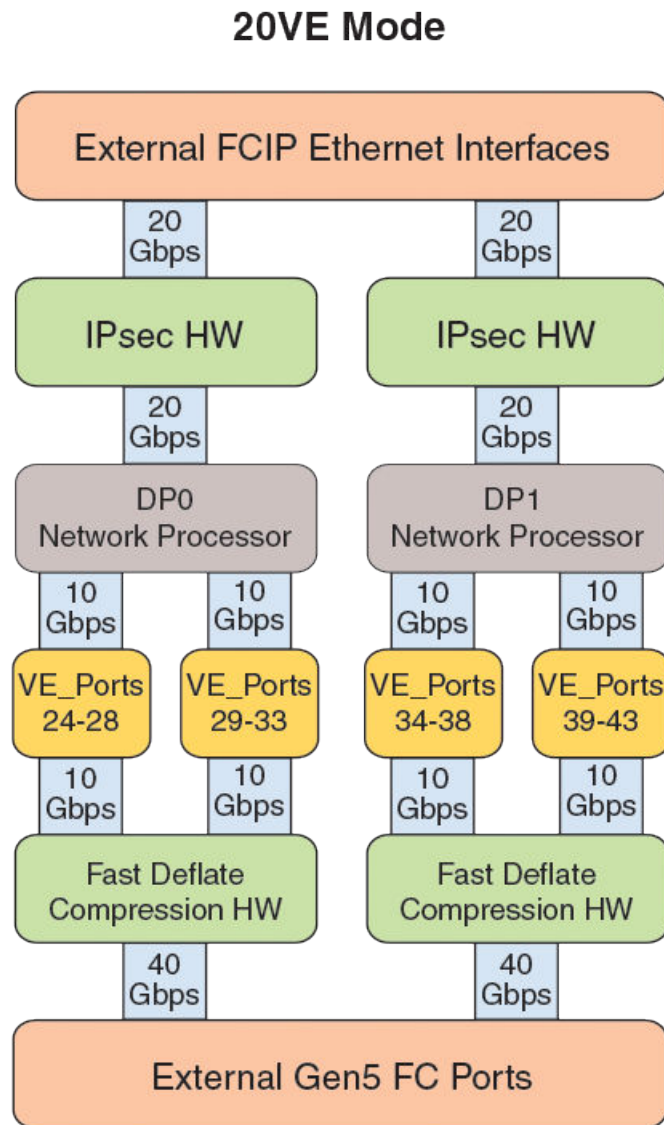 20VE Mode
External FCIP Ethernet Interfaces
20
Gbps
20
Gbps
IPsec HW
IPsec HW
20
Gbps
20
Gbps
DP0
Network Processor
DP1
Network Processor
10
Gbps
10
Gbps
10
Gbps
10
Gbps
VE_Ports
24-28
VE_Ports
29-33
VE_Ports
34-38
VE_Ports
39-43
10
Gbps
10
Gbps
10
Gbps
10
Gbps
Fast Deflate
Compression HW
Fast Deflate
Compression HW
40
Gbps
40
Gbps
External Gen5 FC Ports